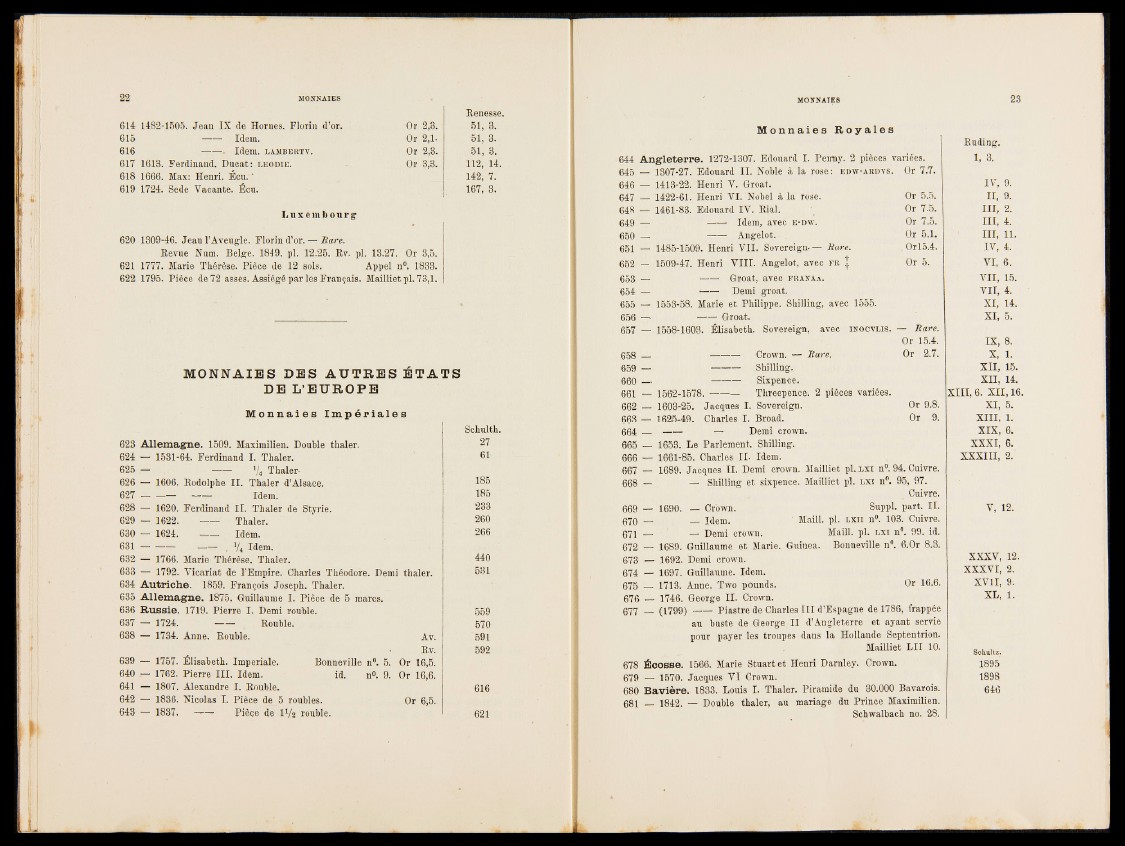 22 MONNAIES
Renesse.
614 1482-1505. Jean IX de Hornes. Florin d'or. Or 2,3. 51, 3.
615 —— Idem. Or 2,1. 51, 3.
616 ——. Idem. LAMBERTV. Or 2,3. 51, 3.
617 1613. Ferdinand. Ducat: LEODIE. Or 3,3. 112, 14.
618 1666. Max: Henri. Écu. 142, 7.
619 1724. Sede Vacante. Écu. 167, 3.
Luxembourg
620 1309-46. Jean l'Aveugle. Florin d'or. — Rare.
Revue Num. Belge. 1849. pl. 12.25. Rv. pl. 13.27. Or 3,5.
621 1777. Marie Thérèse. Pièce de 12 sols. Appel n°. 1833.
622 1795. Pièce de 72 asses. Assiégé par les Français. Mailliet pl. 73,1.
MONNAIES DES AUTRES ÉTATS
DE L'EUROPE
Monnaies Impériales
Schulth.
623 Allemagne. 1509. Maximilien. Double thaler. 27
624 — 1531-64. Ferdinand I. Thaler. 61
625 — —— 1/4 Thaler.
626 — 1606. Rodolphe II. Thaler d'Alsace. 185
627 — —— —— Idem. 185
628 — 1620. Ferdinand II. Thaler de Styrie. 233
629 — 1622. —— Thaler. 260
630 — 1624. —— Idem. 266
631 — —— —— 1/4 Idem.
632 — 1766. Marie Thérèse. Thaler. 440
633 — 1792. Vicariat de l'Empire. Charles Théodore. Demi thaler. 531
634 Autriche. 1859. François Joseph. Thaler.
635 Allemagne. 1875. Guillaume I. Pièce de 5 marcs.
636 Russie. 1719. Pierre I. Demi rouble. 559
637 — 1724. —— Rouble. 570
638 — 1734. Anne. Rouble. Av. 591
Rv. 592
639 — 1757. Élisabeth. Imperiale. Bonneville n°. 5. Or 16,5.
640 — 1762. Pierre III. Idem. id. n°. 9. Or 16,6.
641 — 1807. Alexandre I. Rouble. 616
642 — 1836. Nicolas I. Pièce de 5 roubles. Or 6,5.
643 — 1837. —— Pièce de 11/2 rouble. 621
MONNAIES 23
Monnaies Royales
Ruding.
644 Angleterre. 1272-1307. Edouard I. Penny. 2 pièces variées. 1, 3.
645 — 1307-27. Edouard II. Noble à la rose: EDW-ARDVS. Or 7.7.
646 — 1413-22. Henri V. Groat. IV, 9.
647 — 1422-61. Henri VI. Nobel à la rose. Or 5.5. II, 9.
648 — 1461-83. Edouard IV. Rial. Or 7.5. III, 2.
649 — —— Idem, avec E-DW. Or 7.5. III, 4.
650 — —— Angelot. Or 5.1. III, 11.
651 — 1485-1509. Henri VII. Sovereign. — Rare. Or15.4. IV, 4.
652 — 1509-47. Henri VIII. Angelot, avec FR Or 5. VI, 6.
653 — —— Groat, avec FRANAA. VII, 15.
654 — —— Demi groat. VII, 4.
655 — 1553-58. Marie et Philippe. Shilling, avec 1555. XI, 14.
656 — —— Groat. XI, 5.
657 — 1558-1603. Élisabeth. Sovereign, avec INOCVLIS. — Rare.
Or 15.4. IX, 8.
658 — ——— Crown. — Rare. Or 2.7. X, 1.
659 — ——— Shilling. XII, 15.
660 — ——— Sixpence. XII, 14.
661 — 1562-1578. ——— Threepence. 2 pièces variées. XIII, 6. XII, 16.
662 — 1603-25. Jacques I. Sovereign. Or 9.8. XI, 5.
663 — 1625-49. Charles I. Broad. Or 9. XIII, 1.
664 — —— — Demi crown. XIX, 6.
665 — 1653. Le Parlement. Shilling. XXXI, 6.
666 — 1661-85. Charles II. Idem. XXXIII, 2.
667 — 1689. Jacques II. Demi crown. Mailliet pl. LXI n°. 94. Cuivre.
668 — — Shilling et sixpence. Mailliet pl. LXI n°. 95, 97.
Cuivre.
669 — 1690. — Crown. Suppl. part. II. V, 12.
670 — — Idem. Maill. pl. LXII n°. 103. Cuivre.
671 — — Demi crown. Maill. pl. LXI n°. 99. id.
672 — 1689. Guillaume et Marie. Guinea. Bonneville n°. 6. Or 8.3.
673 — 1692. Demi crown. XXXV, 12.
674 — 1697. Guillaume. Idem. XXXVI, 2.
675 — 1713. Anne. Two pounds. Or 16.6. XVII, 9.
676 — 1746. George II. Crown. XL, 1.
677 — (1799) —— Piastre de Charles III d'Espagne de 1786, frappée
au buste de George II d'Angleterre et ayant servie
pour payer les troupes dans la Hollande Septentrion.
Mailliet LII 10.
Schultz.
678 Écosse. 1566. Marie Stuart et Henri Darnley. Crown. 1895
679 — 1570. Jacques VI Crown. 1898
680 Bavière. 1833. Louis I. Thaler. Piramide du 30.000 Bavarois. 646
681 — 1842. — Double thaler, au mariage du Prince Maximilien.
Schwalbach no. 28.